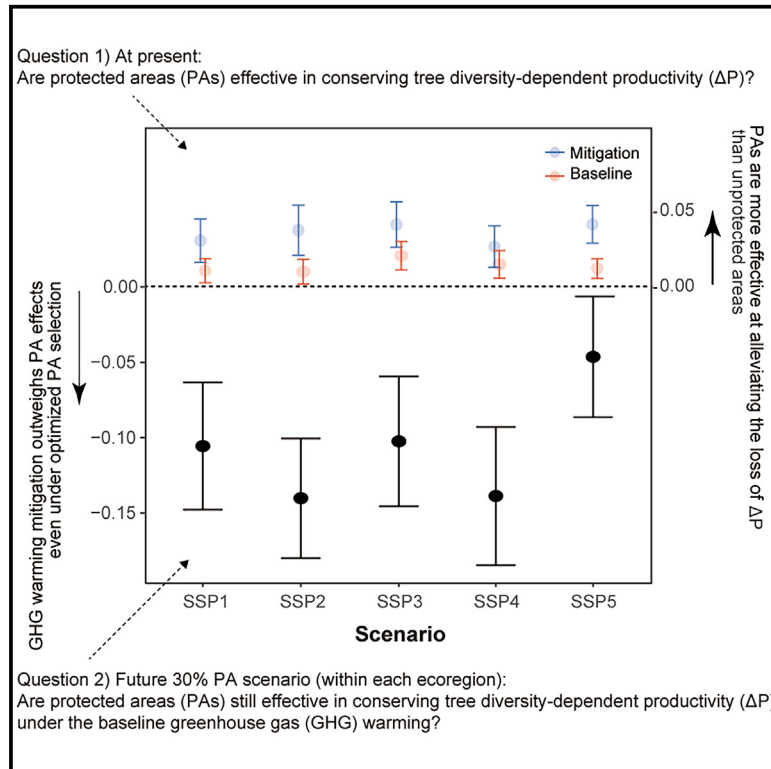 Question 1) At present:
Are protected areas (PAs) effective in conserving tree diversity-dependent productivity (ΔP)?
Mitigation
Baseline
0.05
0.00
PAs are more effective at alleviating the loss of ΔP
than unprotected areas
0.00
−0.05
−0.10
−0.15
GHG warming mitigation outweighs PA effects
even under optimized PA selection
SSP1 SSP2 SSP3 SSP4 SSP5
Scenario
Question 2) Future 30% PA scenario (within each ecoregion):
Are protected areas (PAs) still effective in conserving tree diversity-dependent productivity (ΔP)
under the baseline greenhouse gas (GHG) warming?